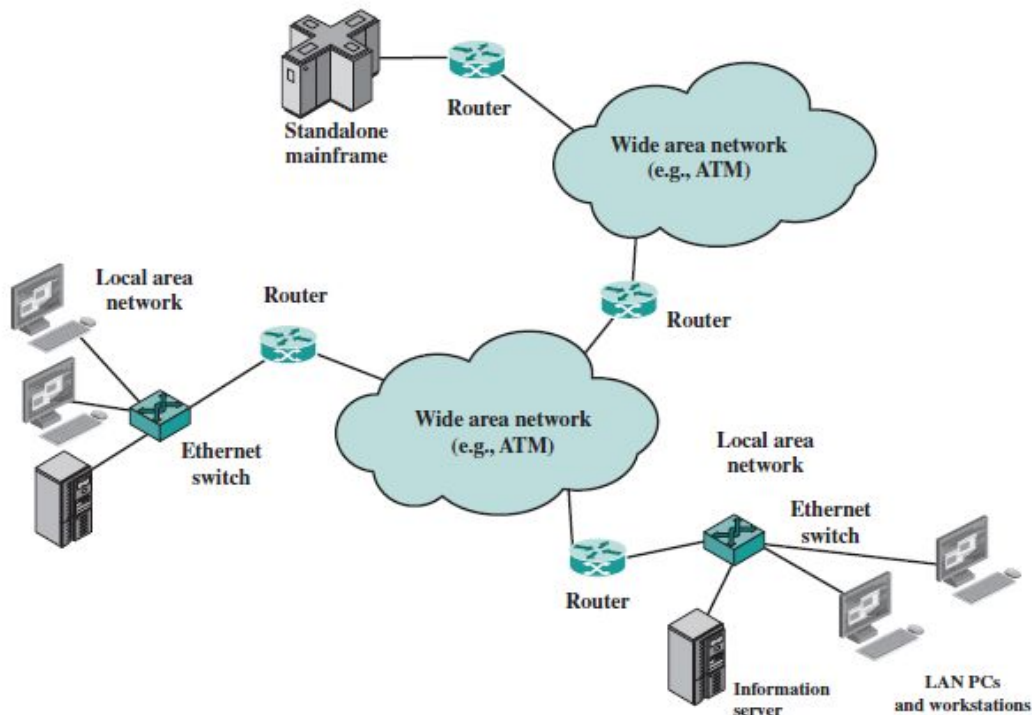 Router
Standalone
mainframe
Wide area network
(e.g., ATM)
Local area
network
Router
Router
Wide area network
(e.g., ATM)
Ethernet
switch
Local area
network
Ethernet
switch
Router
Information
server
LAN PCs
and workstations